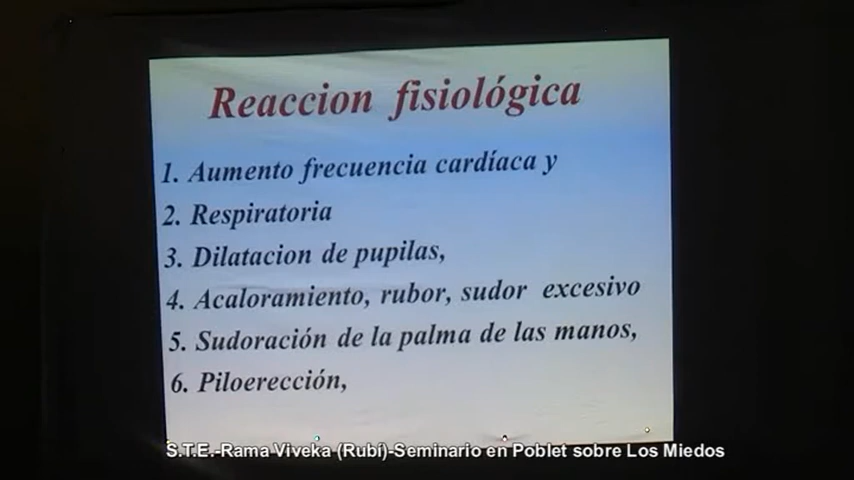 Reaccion fisiológica
1. Aumento frecuencia cardíaca y
2. Respiratoria
3. Dilatacion de pupilas,
4. Acaloramiento, rubor, sudor excesivo
5. Sudoración de la palma de las manos,
6. Piloerección,
S.T.E.-Rama Viveka (Rubí)-Seminario en Poblet sobre Los Miedos